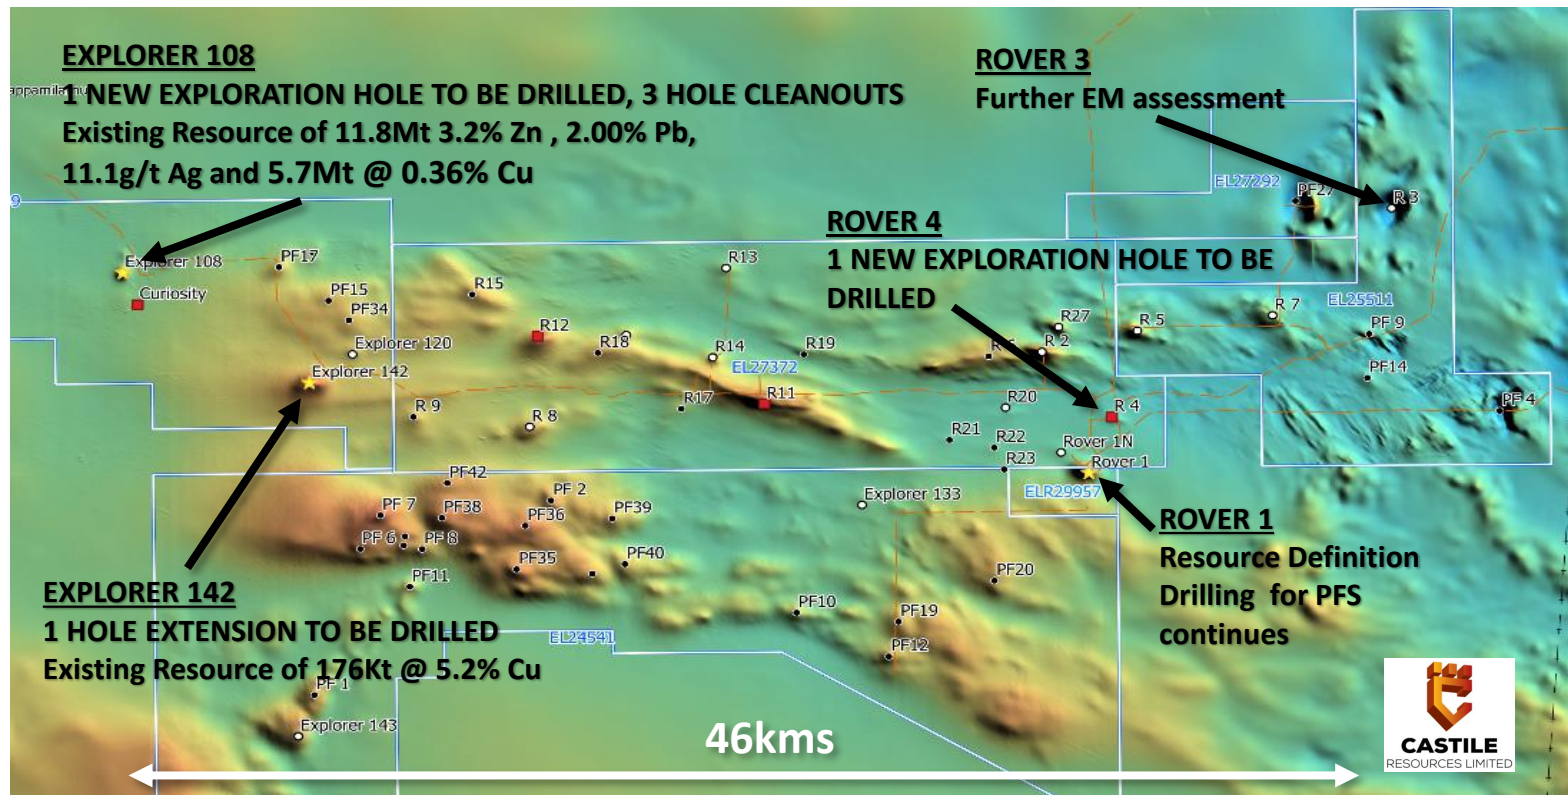 EXPLORER 108
1 NEW EXPLORATION HOLE TO BE DRILLED, 3 HOLE CLEANOUTS
Existing Resource of 11.8Mt 3.2% Zn , 2.00% Pb,
11.1g/t Ag and 5.7Mt @ 0.36% Cu
ROVER 3
Further EM assessment
EL27292
PF27
R 3
9
ROVER 4
1 NEW EXPLORATION HOLE TO BE
DRILLED
Explorer 108
Curiosity
PF17
PF15
PF34
R15
R13
Explorer 120
Explorer 142
R12
R18
R14
R19
EL27372
R27
R 2
R 5
R 7
EL25511
PF 9
PF14
PF 4
R 9
R 8
R17
R11
R20
R21
R22
R23
R 4
Rover 1N
Rover 1
ELR29957
PF42
PF 7
PF38
PF 2
PF36
PF39
PF 6
PF 8
PF35
PF40
PF11
Explorer 133
PF20
PF10
PF19
PF12
ROVER 1
Resource Definition
Drilling for PFS
continues
EXPLORER 142
1 HOLE EXTENSION TO BE DRILLED
Existing Resource of 176Kt @ 5.2% Cu
EL24541
PF 1
Explorer 143
46kms
CASTILE
RESOURCES LIMITED